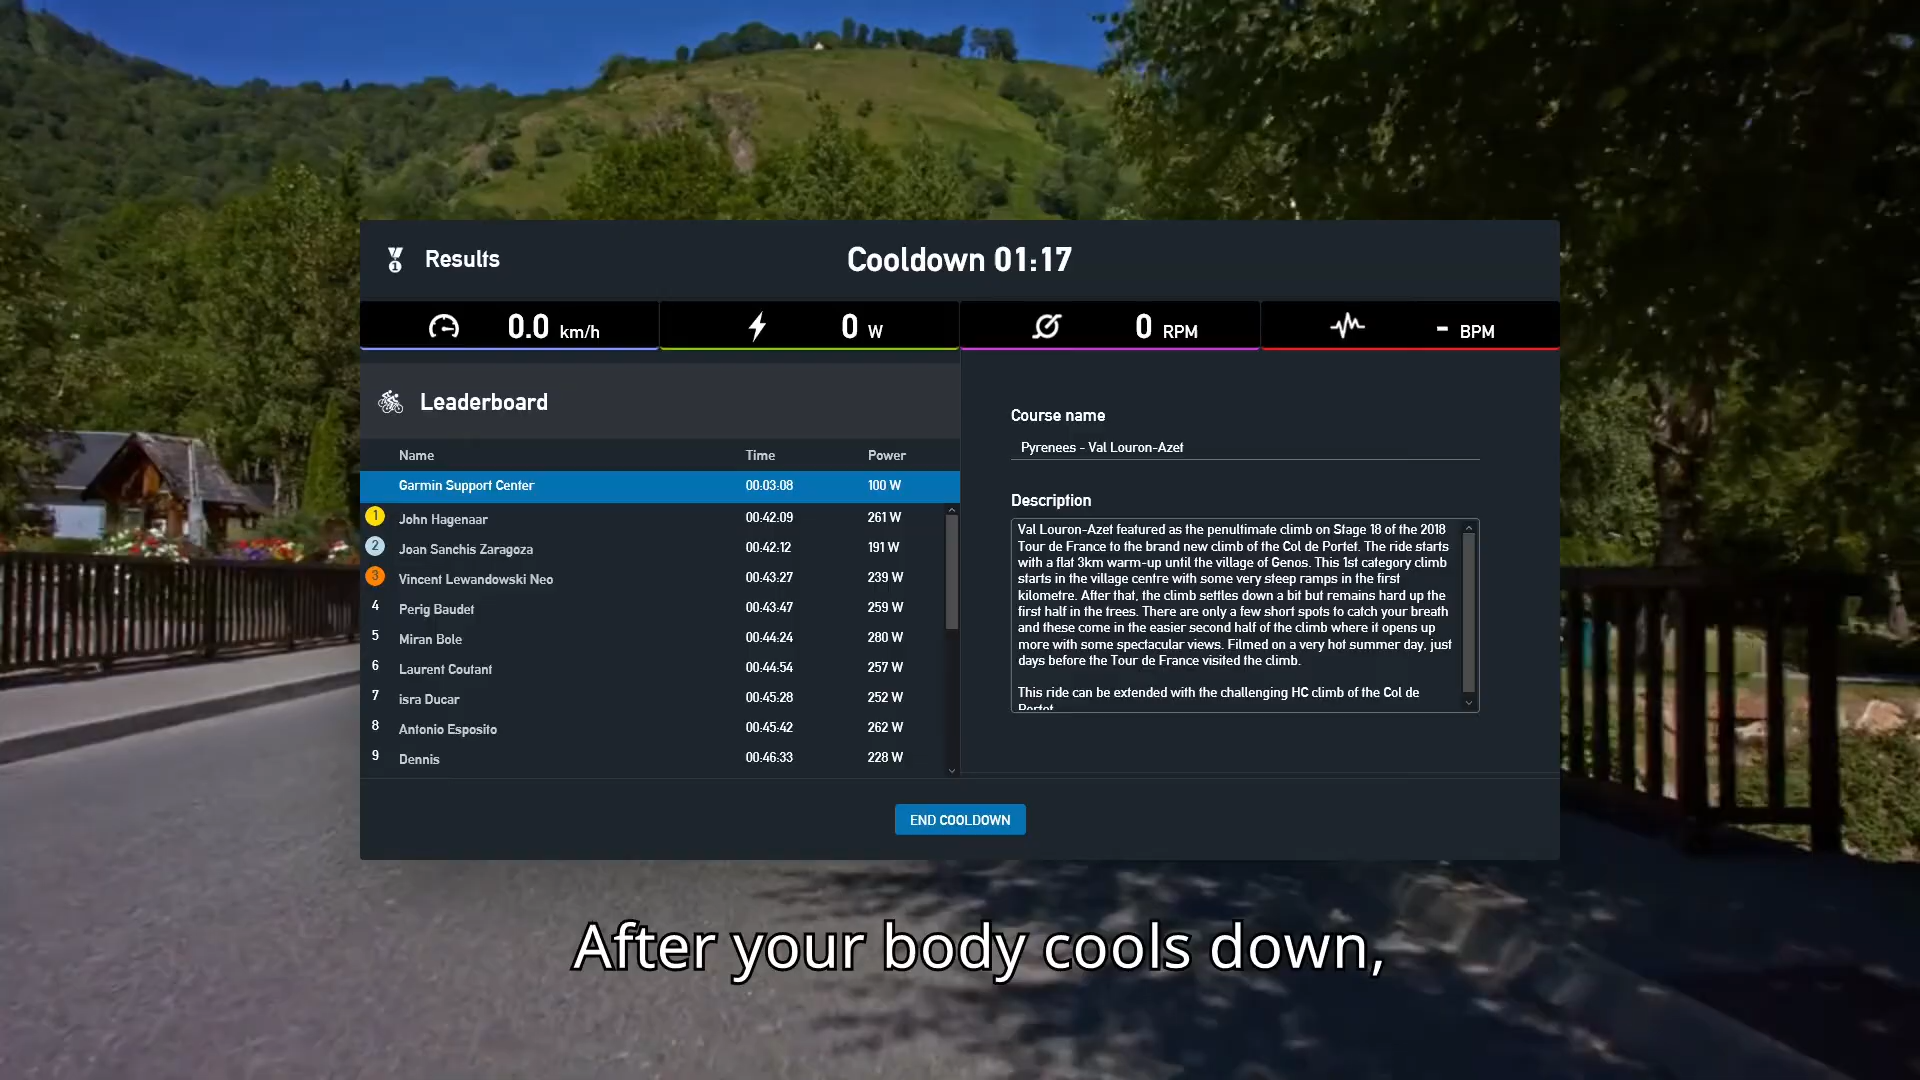 Results
Cooldown 01:17
0.0 km/h
0 W
0 RPM
- BPM
Leaderboard
Name Time Power
Garmin Support Center 00:03:08 100 W
1 John Hagenaar 00:42:09 261 W
2 Joan Sanchis Zaragoza 00:42:12 191 W
3 Vincent Lewandowski Neo 00:43:27 239 W
4 Perig Baudet 00:43:47 259 W
5 Miran Bole 00:44:24 280 W
6 Laurent Coutant 00:44:54 257 W
7 isra Ducar 00:45:28 252 W
8 Antonio Esposito 00:45:42 262 W
9 Dennis 00:46:33 228 W
Course name
Pyrenees - Val Louron-Azet
Description
Val Louron-Azet featured as the penultimate climb on Stage 18 of the 2018
Tour de France to the brand new climb of the Col de Portet. The ride starts
with a flat 3km warm-up until the village of Genos. This 1st category climb
starts in the village centre with some very steep ramps in the first
kilometre. After that, the climb settles down a bit but remains hard up the
first half in the trees. There are only a few short spots to catch your breath
and these come in the easier second half of the climb where it opens up
more with some spectacular views. Filmed on a very hot summer day, just
days before the Tour de France visited the climb.
This ride can be extended with the challenging HC climb of the Col de
Portet
END COOLDOWN
After your body cools down,